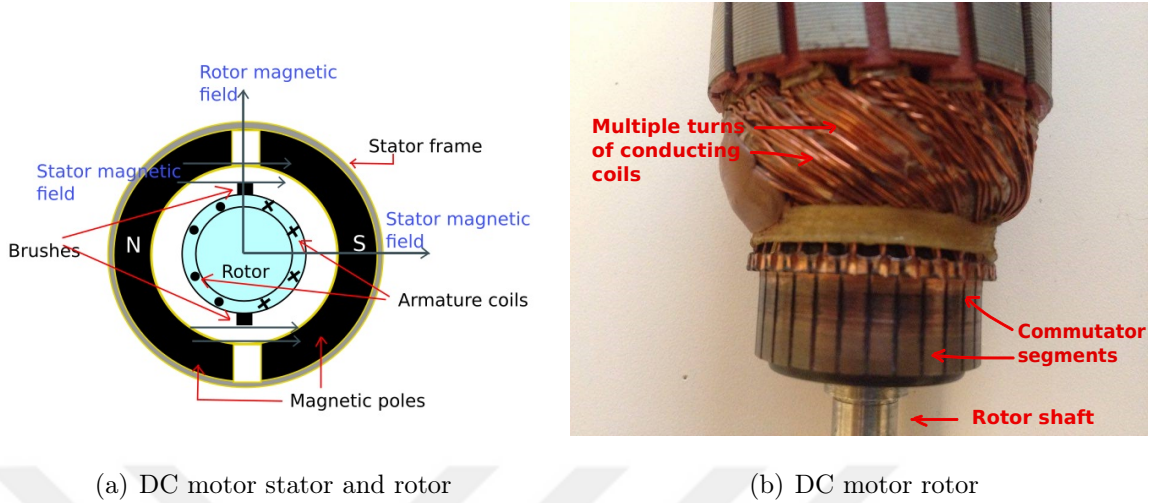 Rotor magnetic
field
Stator frame
Stator magnetic
field
Stator magnetic
field
N
S
Brushes
Rotor
Armature coils
Magnetic poles
(a) DC motor stator and rotor
Multiple turns
of conducting
coils
Commutator
segments
Rotor shaft
(b) DC motor rotor